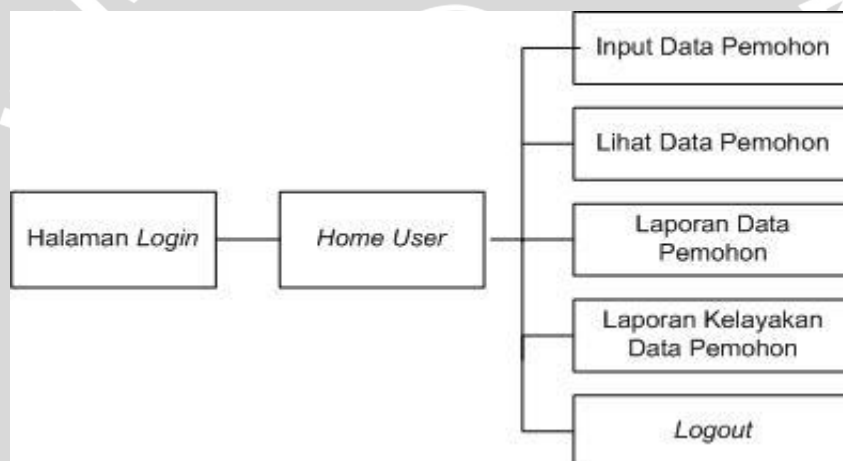 Input Data Pemohon
Lihat Data Pemohon
Halaman Login
Home User
Laporan Data
Pemohon
Laporan Kelayakan
Data Pemohon
Logout